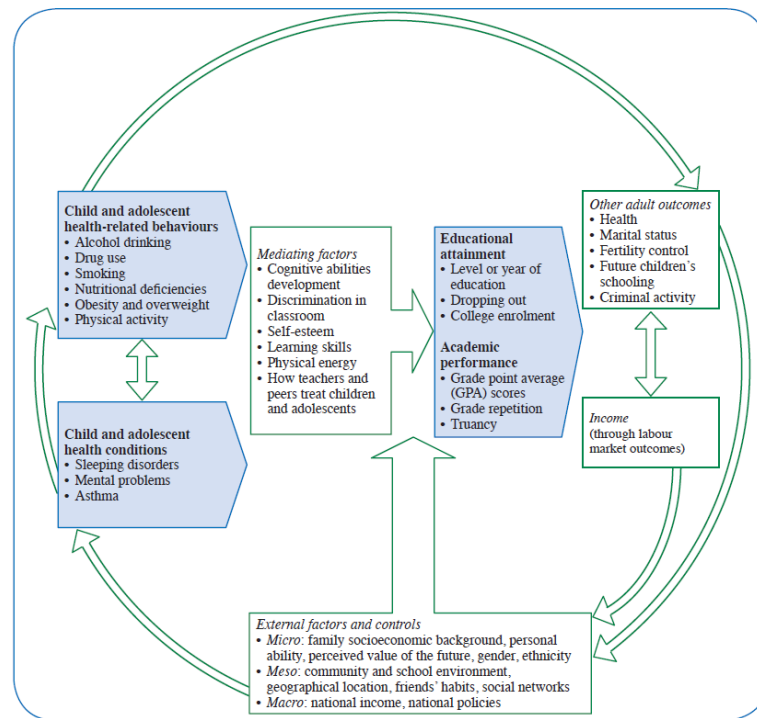 Child and adolescent
health-related behaviours
• Alcohol drinking
• Drug use
• Smoking
• Nutritional deficiencies
• Obesity and overweight
• Physical activity
Child and adolescent
health conditions
• Sleeping disorders
• Mental problems
• Asthma
Mediating factors
• Cognitive abilities
development
• Discrimination in
classroom
• Self-esteem
• Learning skills
• Physical energy
• How teachers and
peers treat children
and adolescents
Educational
attainment
• Level or year of
education
• Dropping out
• College enrolment
Academic
performance
• Grade point average
(GPA) scores
• Grade repetition
• Truancy
Other adult outcomes
• Health
• Marital status
• Fertility control
• Future children's
schooling
• Criminal activity
Income
(through labour
market outcomes)
External factors and controls
• Micro: family socioeconomic background, personal
ability, perceived value of the future, gender, ethnicity
• Meso: community and school environment,
geographical location, friends' habits, social networks
• Macro: national income, national policies